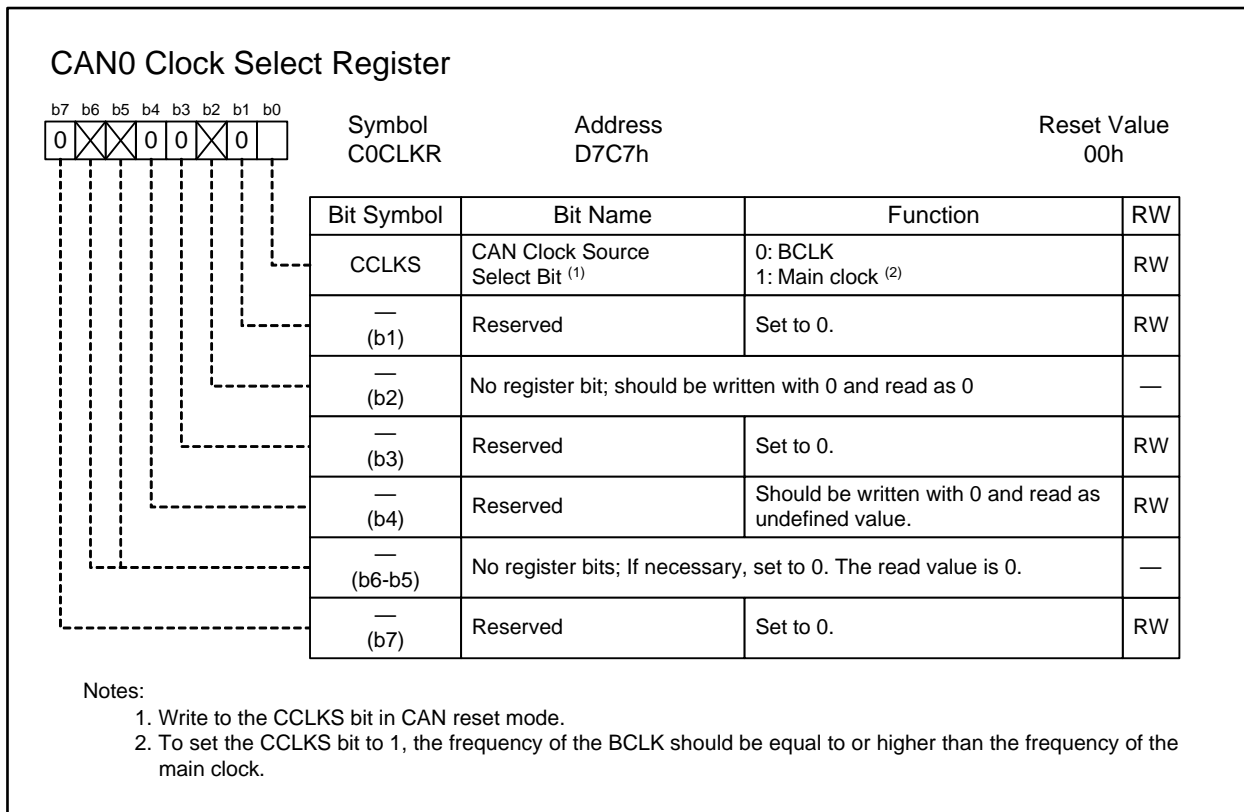 CAN0 Clock Select Register
b7 b6 b5 b4 b3 b2 b1 b0
0 0 0 0
Symbol Address Reset Value
C0CLKR D7C7h 00h
Bit Symbol Bit Name Function RW
CCLKS CAN Clock Source Select Bit (1) 0: BCLK 1: Main clock (2) RW
— (b1) Reserved Set to 0. RW
— (b2) No register bit; should be written with 0 and read as 0 —
— (b3) Reserved Set to 0. RW
— (b4) Reserved Should be written with 0 and read as undefined value. RW
— (b6-b5) No register bits; If necessary, set to 0. The read value is 0. —
— (b7) Reserved Set to 0. RW
Notes:
1. Write to the CCLKS bit in CAN reset mode.
2. To set the CCLKS bit to 1, the frequency of the BCLK should be equal to or higher than the frequency of the
main clock.